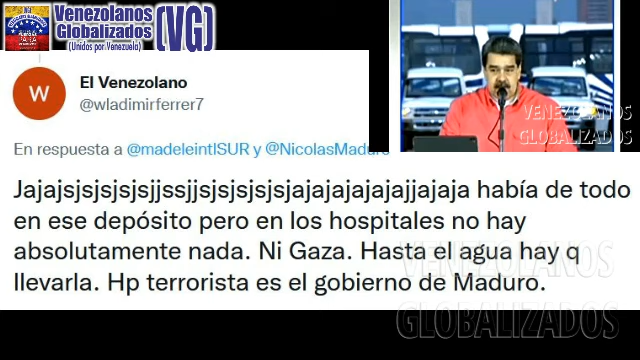 Venezolanos
Globalizados
(Unidos por Venezuela)
(VG)
W
El Venezolano
@wladimirferrer7
En respuesta a @madeleintlSUR y @NicolasMaduro
Jajajsjsjsjsjsjjssjjsjsjsjsjsjajajajajajajjajaja había de todo
en ese depósito pero en los hospitales no hay
absolutamente nada. Ni Gaza. Hasta el agua hay q
llevarla. Hp terrorista es el gobierno de Maduro.
VENEZOLANOS
GLOBALIZADOS
VENEZOLANOS
GLOBALIZADOS